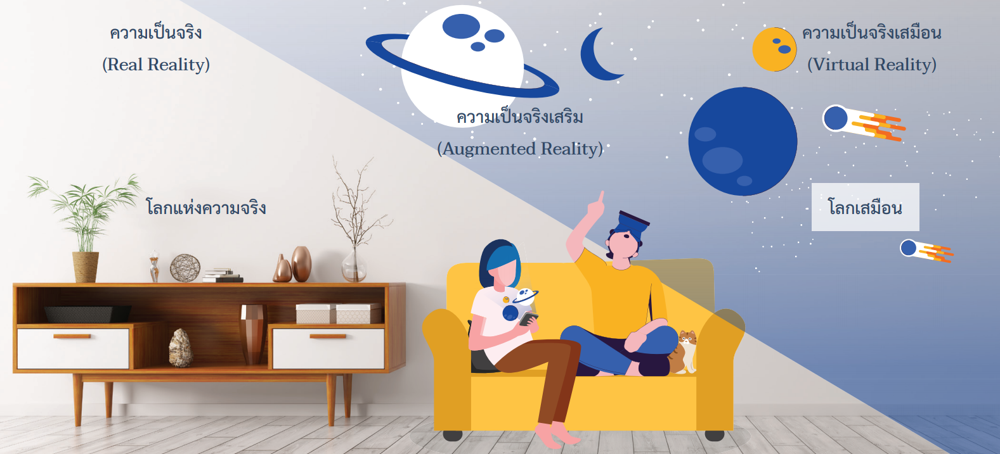 ความเป็นจริง
(Real Reality)
ความเป็นจริงเสริม
(Augmented Reality)
ความเป็นจริงเสมือน
(Virtual Reality)
โลกแห่งความจริง
โลกเสมือน